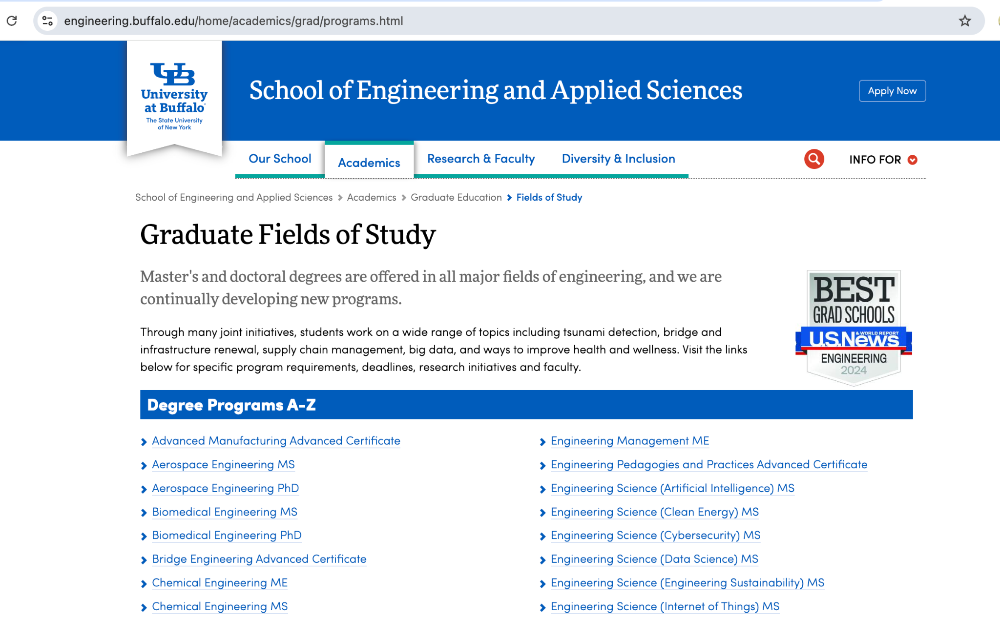 engineering.buffalo.edu/home/academics/grad/programs.html
UB
University
at Buffalo
The State University
of New York
School of Engineering and Applied Sciences
Apply Now
Our School
Academics
Research & Faculty
Diversity & Inclusion
INFO FOR
School of Engineering and Applied Sciences
Academics
Graduate Education
Fields of Study
Graduate Fields of Study
Master's and doctoral degrees are offered in all major fields of engineering, and we are
continually developing new programs.
Through many joint initiatives, students work on a wide range of topics including tsunami detection, bridge and
infrastructure renewal, supply chain management, big data, and ways to improve health and wellness. Visit the links
below for specific program requirements, deadlines, research initiatives and faculty.
BEST
GRAD SCHOOLS
U.S.News
& WORLD REPORT
ENGINEERING
2024
Degree Programs A-Z
Advanced Manufacturing Advanced Certificate
Aerospace Engineering MS
Aerospace Engineering PhD
Biomedical Engineering MS
Biomedical Engineering PhD
Bridge Engineering Advanced Certificate
Chemical Engineering ME
Chemical Engineering MS
Engineering Management ME
Engineering Pedagogies and Practices Advanced Certificate
Engineering Science (Artificial Intelligence) MS
Engineering Science (Clean Energy) MS
Engineering Science (Cybersecurity) MS
Engineering Science (Data Science) MS
Engineering Science (Engineering Sustainability) MS
Engineering Science (Internet of Things) MS